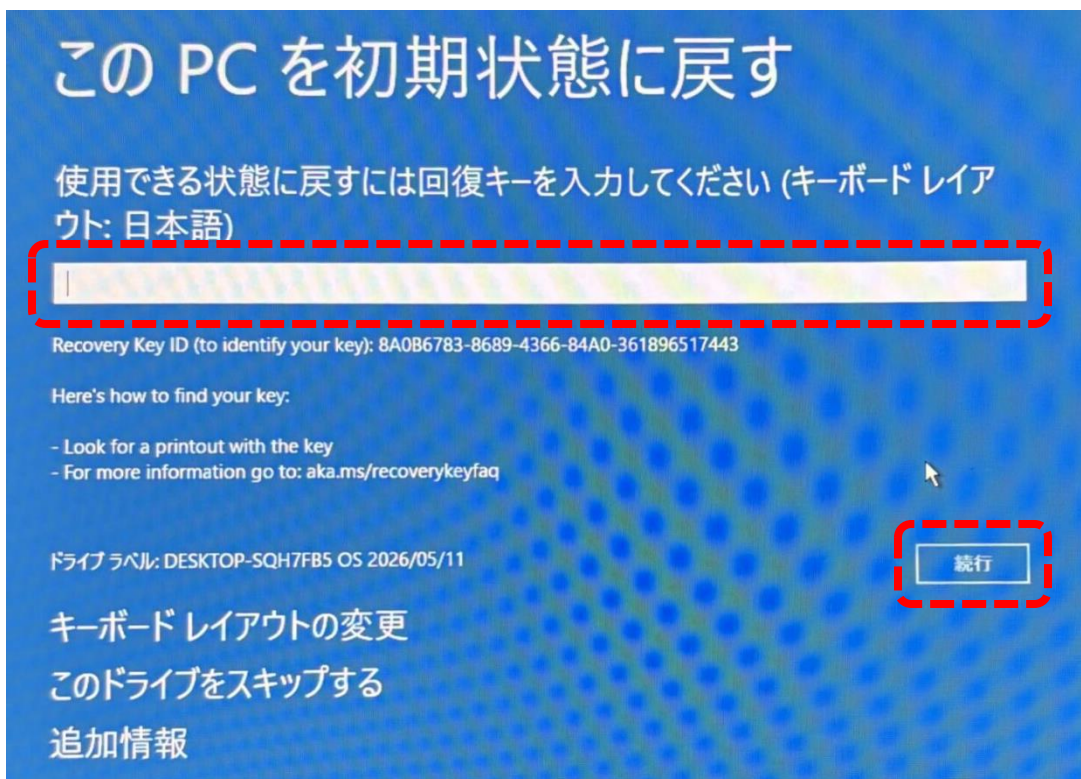 この PC を初期状態に戻す
使用できる状態に戻すには回復キーを入力してください (キーボード レイア
ウト: 日本語)
Recovery Key ID (to identify your key): 8A0B6783-8689-4366-84A0-361896517443
Here's how to find your key:
- Look for a printout with the key
- For more information go to: aka.ms/recoverykeyfaq
ドライブ ラベル: DESKTOP-SQH7FB5 OS 2026/05/11
続行
キーボード レイアウトの変更
このドライブをスキップする
追加情報